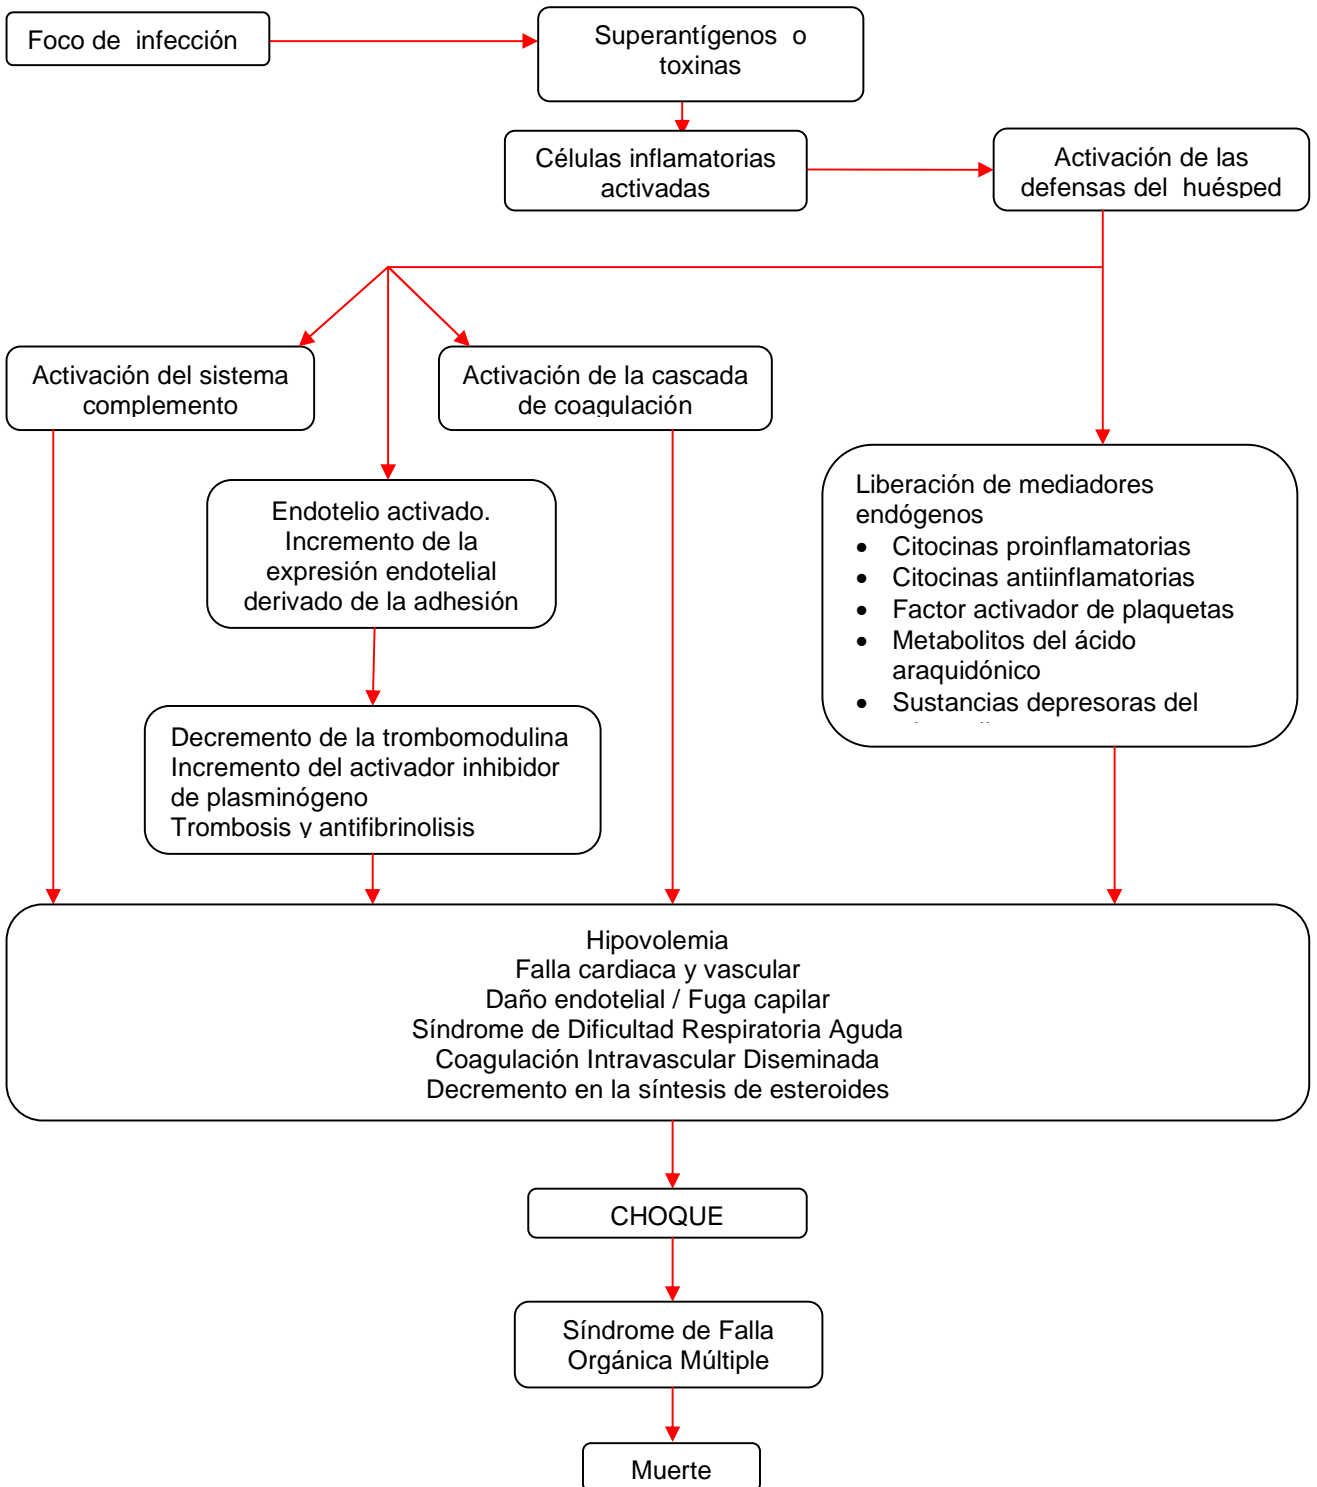 Foco de infección
Superantígenos o
toxinas
Células inflamatorias
activadas
Activación de las
defensas del huésped
Activación del sistema
complemento
Activación de la cascada
de coagulación
Endotelio activado.
Incremento de la
expresión endotelial
derivado de la adhesión
Liberación de mediadores
endógenos
• Citocinas proinflamatorias
• Citocinas antiinflamatorias
• Factor activador de plaquetas
• Metabolitos del ácido
araquidónico
• Sustancias depresoras del
Decremento de la trombomodulina
Incremento del activador inhibidor
de plasminógeno
Trombosis y antifibrinolisis
Hipovolemia
Falla cardiaca y vascular
Daño endotelial / Fuga capilar
Síndrome de Dificultad Respiratoria Aguda
Coagulación Intravascular Diseminada
Decremento en la síntesis de esteroides
CHOQUE
Síndrome de Falla
Orgánica Múltiple
Muerte